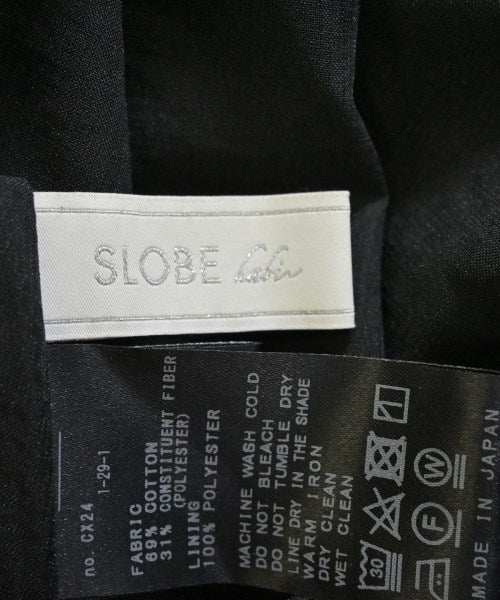 SLOBE
no. CX24   1-29-1
FABRIC
69% COTTON
31% CONSTITUENT FIBER
(POLYESTER)
LINING
100% POLYESTER
MACHINE WASH COLD
DO NOT BLEACH
DO NOT TUMBLE DRY
LINE DRY IN THE SHADE
WARM IRON
DRY CLEAN
WET CLEAN
30
F
W
MADE IN JAPAN